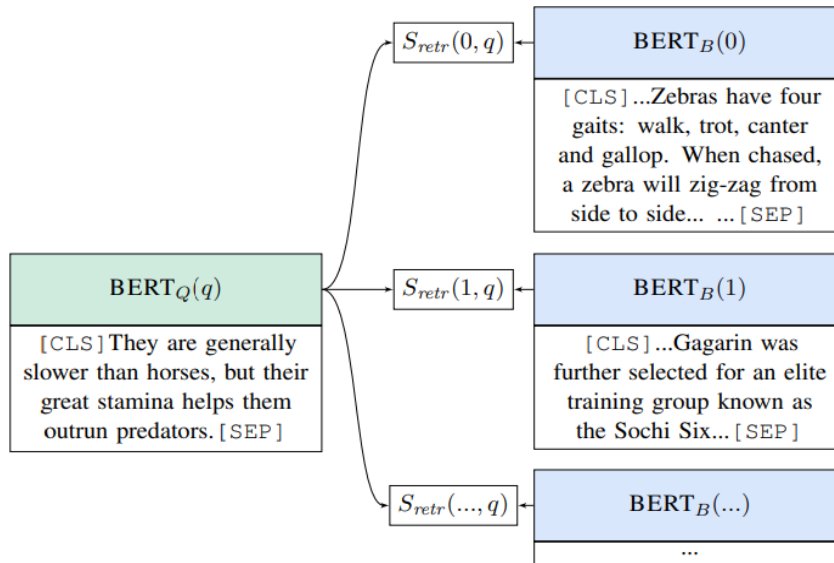 S_retr(0, q)
BERT_B(0)
[CLS]...Zebras have four
gaits: walk, trot, canter
and gallop. When chased,
a zebra will zig-zag from
side to side... ...[SEP]
BERT_Q(q)
[CLS]They are generally
slower than horses, but their
great stamina helps them
outrun predators.[SEP]
S_retr(1, q)
BERT_B(1)
[CLS]...Gagarin was
further selected for an elite
training group known as
the Sochi Six...[SEP]
S_retr(..., q)
BERT_B(...)
...